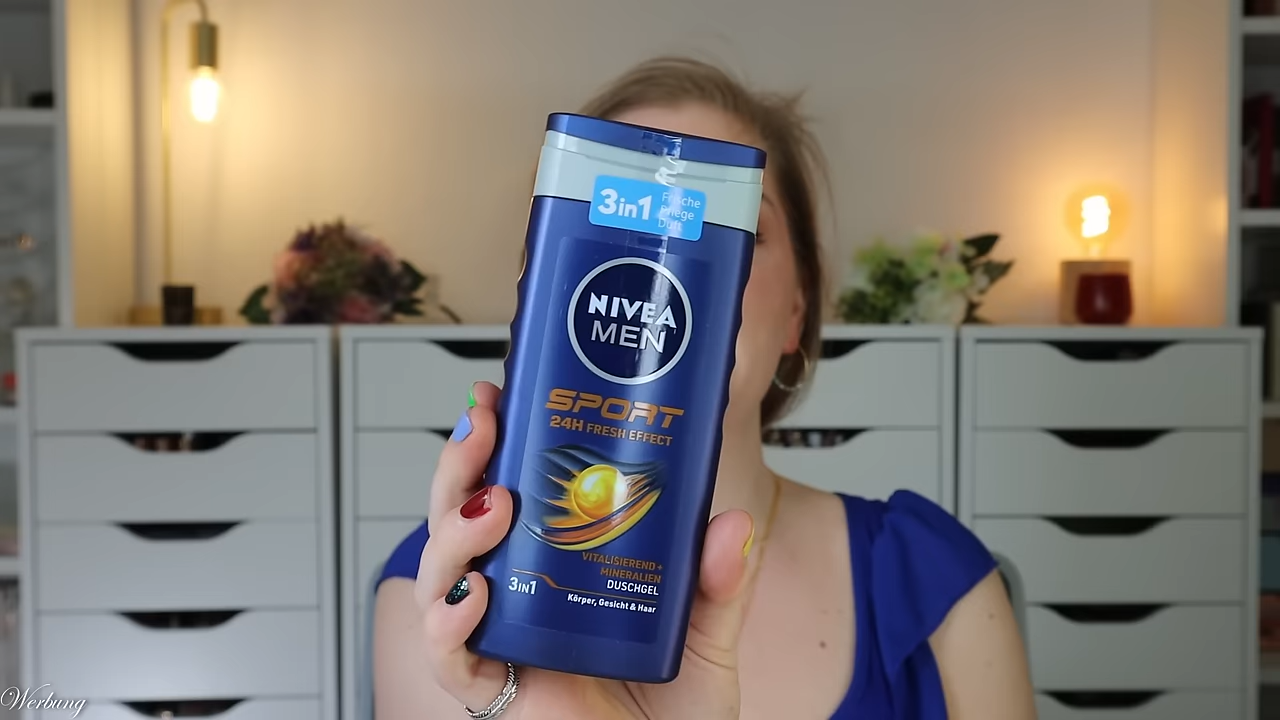 3in1
Frische
Pflege
Duft
NIVEA
MEN
SPORT
24H FRESH EFFECT
VITALISIEREND +
MINERALIEN
DUSCHGEL
3IN1
Körper, Gesicht & Haar
Werbung